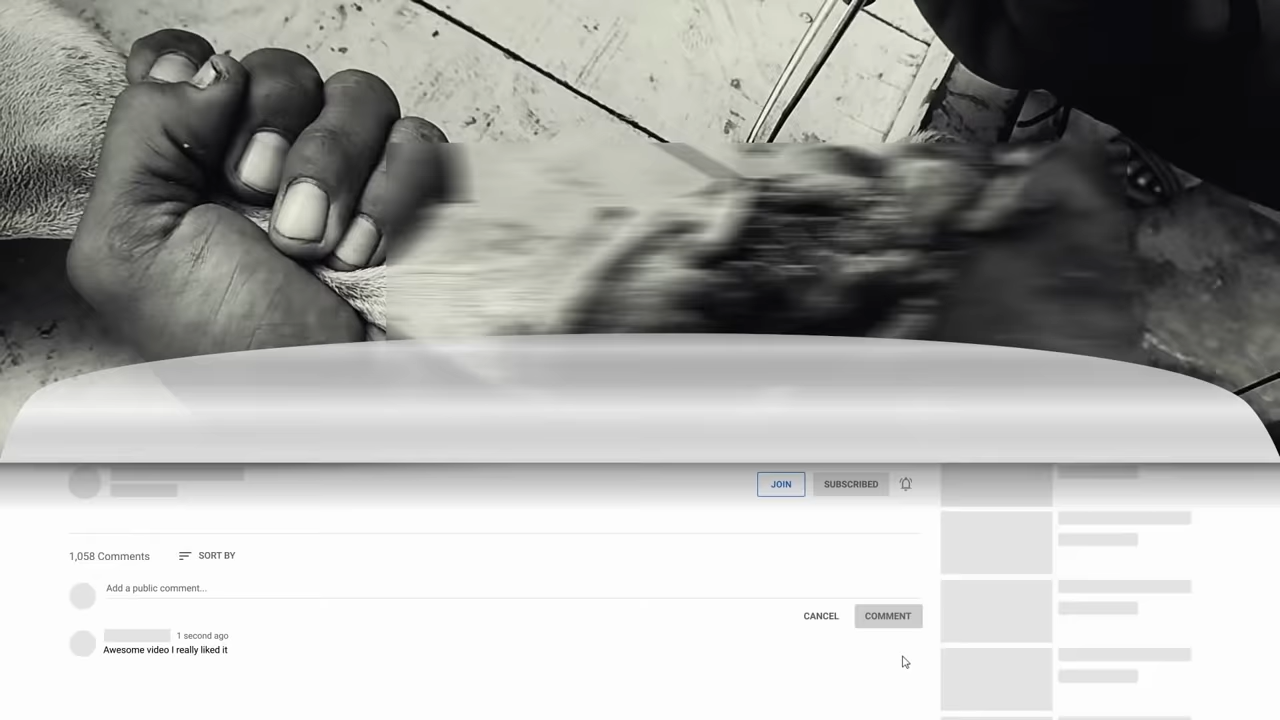 JOIN SUBSCRIBED
1,058 Comments SORT BY
Add a public comment...
CANCEL COMMENT
1 second ago
Awesome video I really liked it